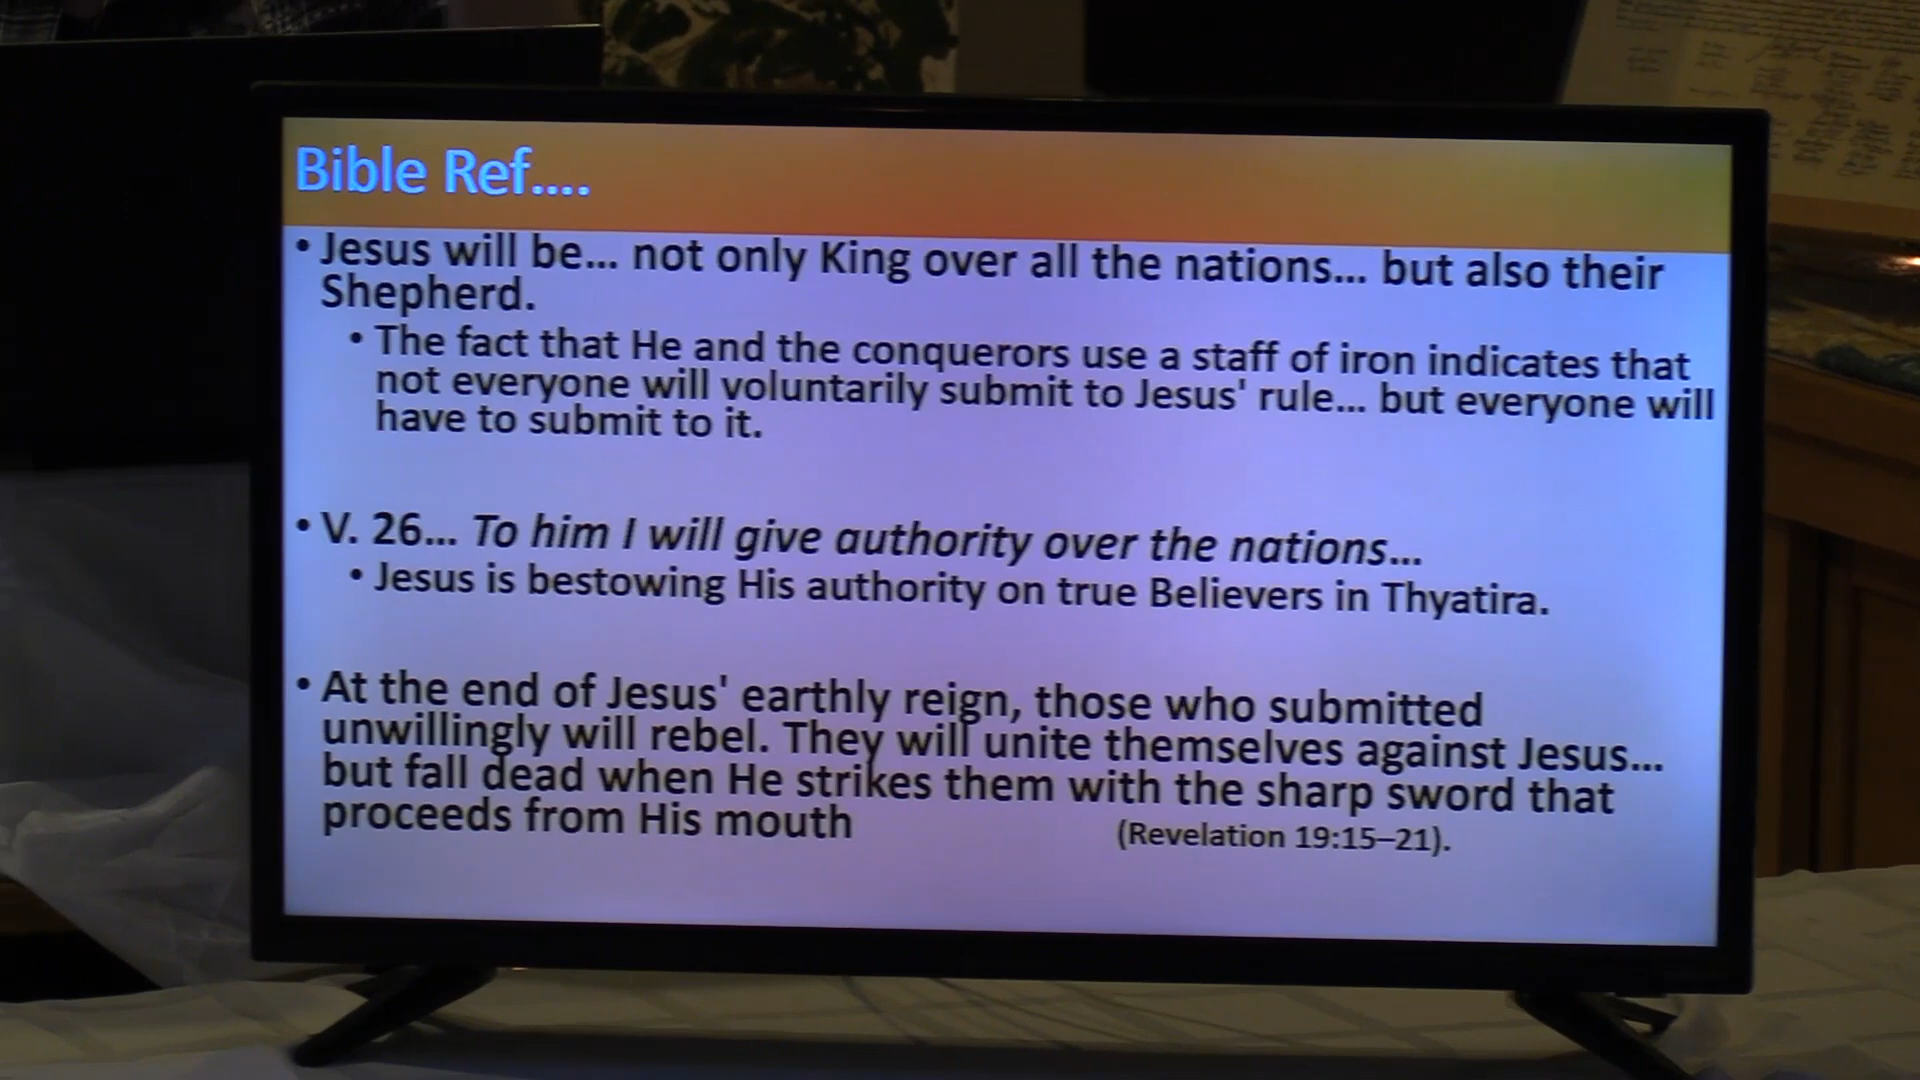 Bible Ref....
• Jesus will be... not only King over all the nations... but also their
Shepherd.
• The fact that He and the conquerors use a staff of iron indicates that
not everyone will voluntarily submit to Jesus' rule... but everyone will
have to submit to it.
• V. 26... To him I will give authority over the nations...
• Jesus is bestowing His authority on true Believers in Thyatira.
• At the end of Jesus' earthly reign, those who submitted
unwillingly will rebel. They will unite themselves against Jesus...
but fall dead when He strikes them with the sharp sword that
proceeds from His mouth (Revelation 19:15–21).